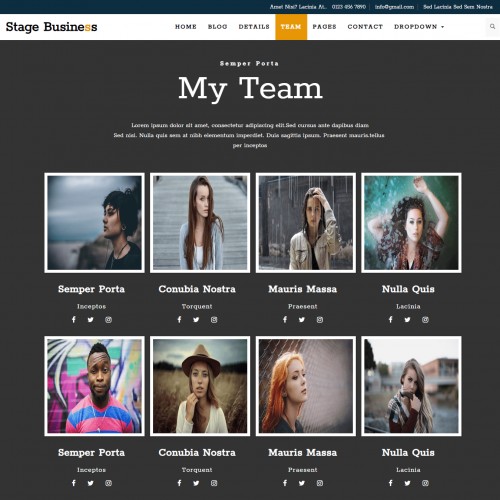 Amet Nisi? Lacinia At.. 0123 456 7890 info@gmail.com Sed Lacinia Sed Sem Nostra
Stage Business HOME BLOG DETAILS TEAM PAGES CONTACT DROPDOWN
Semper Porta
My Team
Lorem ipsum dolor sit amet, consectetur adipiscing elit.Sed cursus ante dapibus diam
Sed nisi. Nulla quis sem at nibh elementum imperdiet. Duis sagittis ipsum. Praesent mauris.tellus
per inceptos
Semper Porta Conubia Nostra Mauris Massa Nulla Quis
Inceptos Torquent Praesent Lacinia
Semper Porta Conubia Nostra Mauris Massa Nulla Quis
Inceptos Torquent Praesent Lacinia